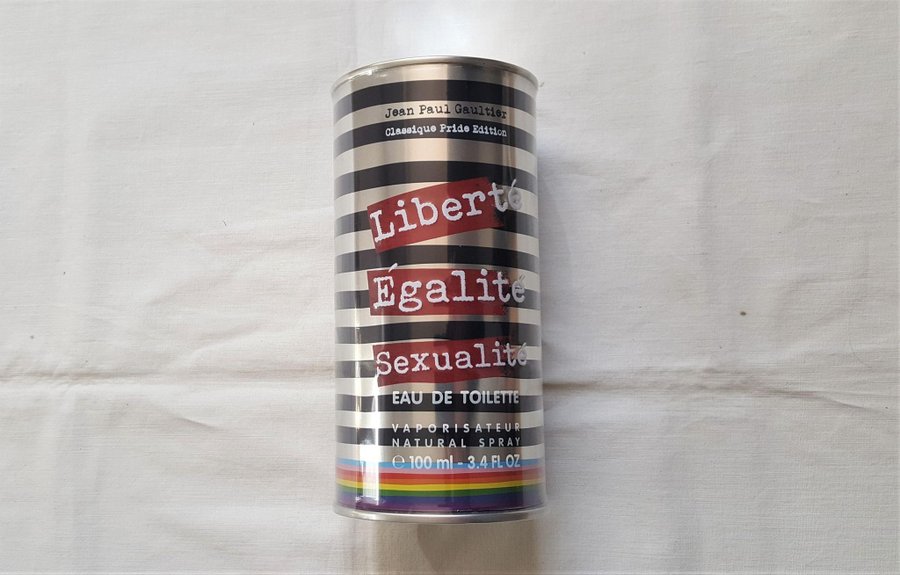 Jean Paul Gaultier
Classique Pride Edition
Liberté
Égalité
Sexualité
EAU DE TOILETTE
VAPORISATEUR
NATURAL SPRAY
℮ 100 ml - 3.4 FL OZ